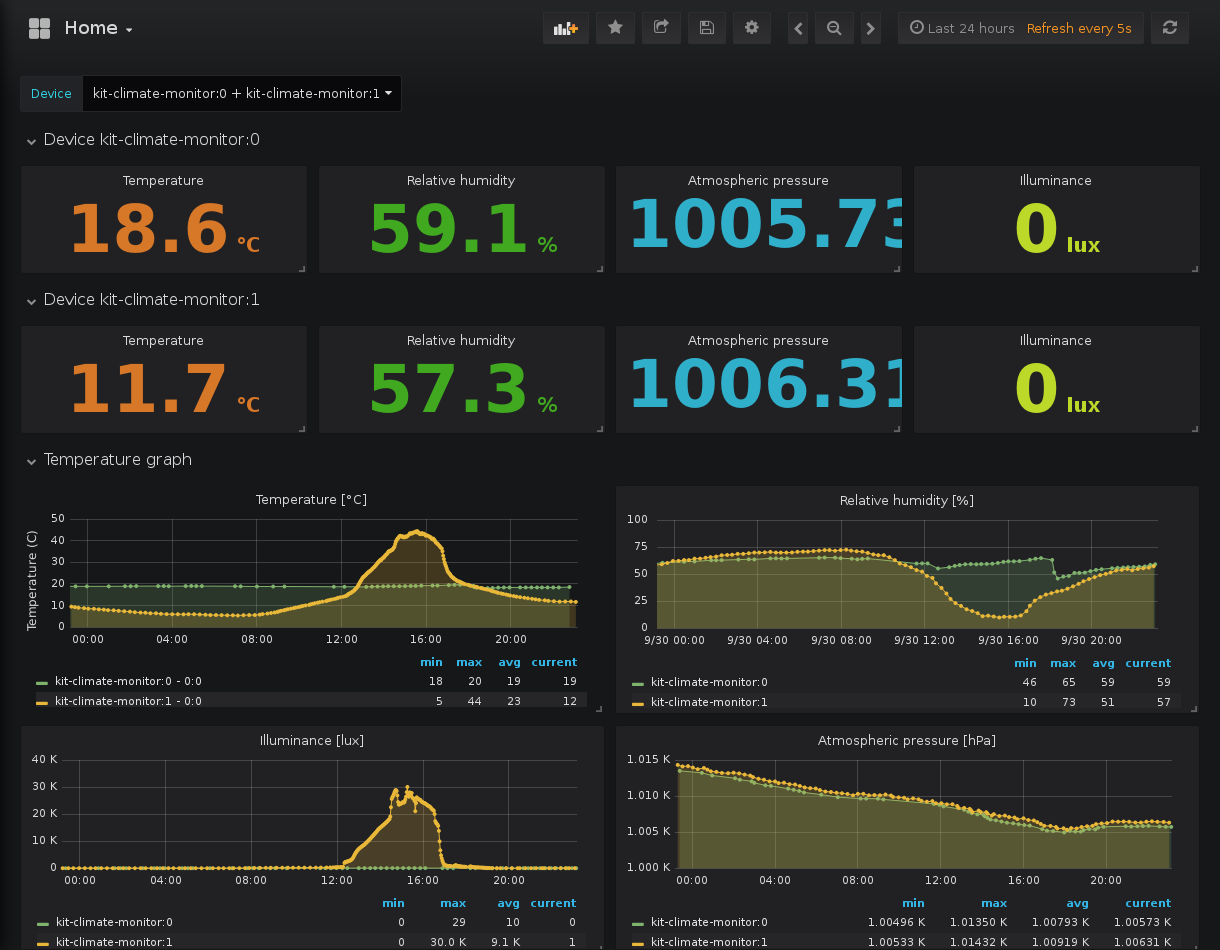 Home
Last 24 hours Refresh every 5s
Device kit-climate-monitor:0 + kit-climate-monitor:1
Device kit-climate-monitor:0
Temperature Relative humidity Atmospheric pressure Illuminance
18.6 °C 59.1 % 1005.73 0 lux
Device kit-climate-monitor:1
Temperature Relative humidity Atmospheric pressure Illuminance
11.7 °C 57.3 % 1006.31 0 lux
Temperature graph
Temperature [°C]
Temperature (C)
50
40
30
20
10
0
00:00 04:00 08:00 12:00 16:00 20:00
min max avg current
kit-climate-monitor:0 - 0:0 18 20 19 19
kit-climate-monitor:1 - 0:0 5 44 23 12
Relative humidity [%]
100
75
50
25
0
9/30 00:00 9/30 04:00 9/30 08:00 9/30 12:00 9/30 16:00 9/30 20:00
min max avg current
kit-climate-monitor:0 46 65 59 59
kit-climate-monitor:1 10 73 51 57
Illuminance [lux]
40 K
30 K
20 K
10 K
0
00:00 04:00 08:00 12:00 16:00 20:00
min max avg current
kit-climate-monitor:0 0 29 10 0
kit-climate-monitor:1 0 30.0 K 9.1 K 1
Atmospheric pressure [hPa]
1.015 K
1.010 K
1.005 K
1.000 K
00:00 04:00 08:00 12:00 16:00 20:00
min max avg current
kit-climate-monitor:0 1.00496 K 1.01350 K 1.00793 K 1.00573 K
kit-climate-monitor:1 1.00533 K 1.01432 K 1.00919 K 1.00631 K